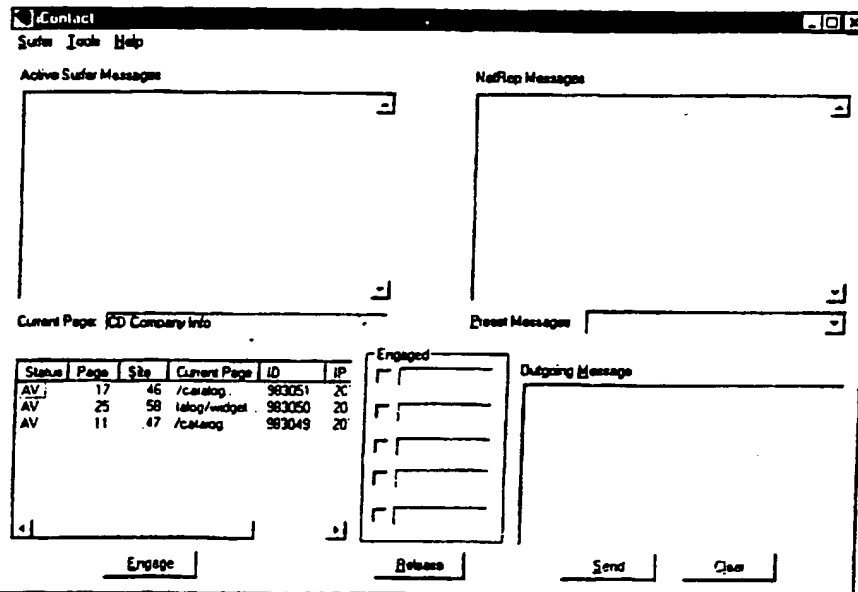 iContact
Surfer Tools Help
Active Surfer Messages
NetRep Messages
Current Page: CD Company Info
Preset Messages
Status Page Site Current Page ID IP
AV 17 46 /catalog. 983051 20
AV 25 58 talog/widget . 983050 20
AV 11 47 /catalog 983049 20
Engaged
Outgoing Message
Engage
Release
Send
Clear